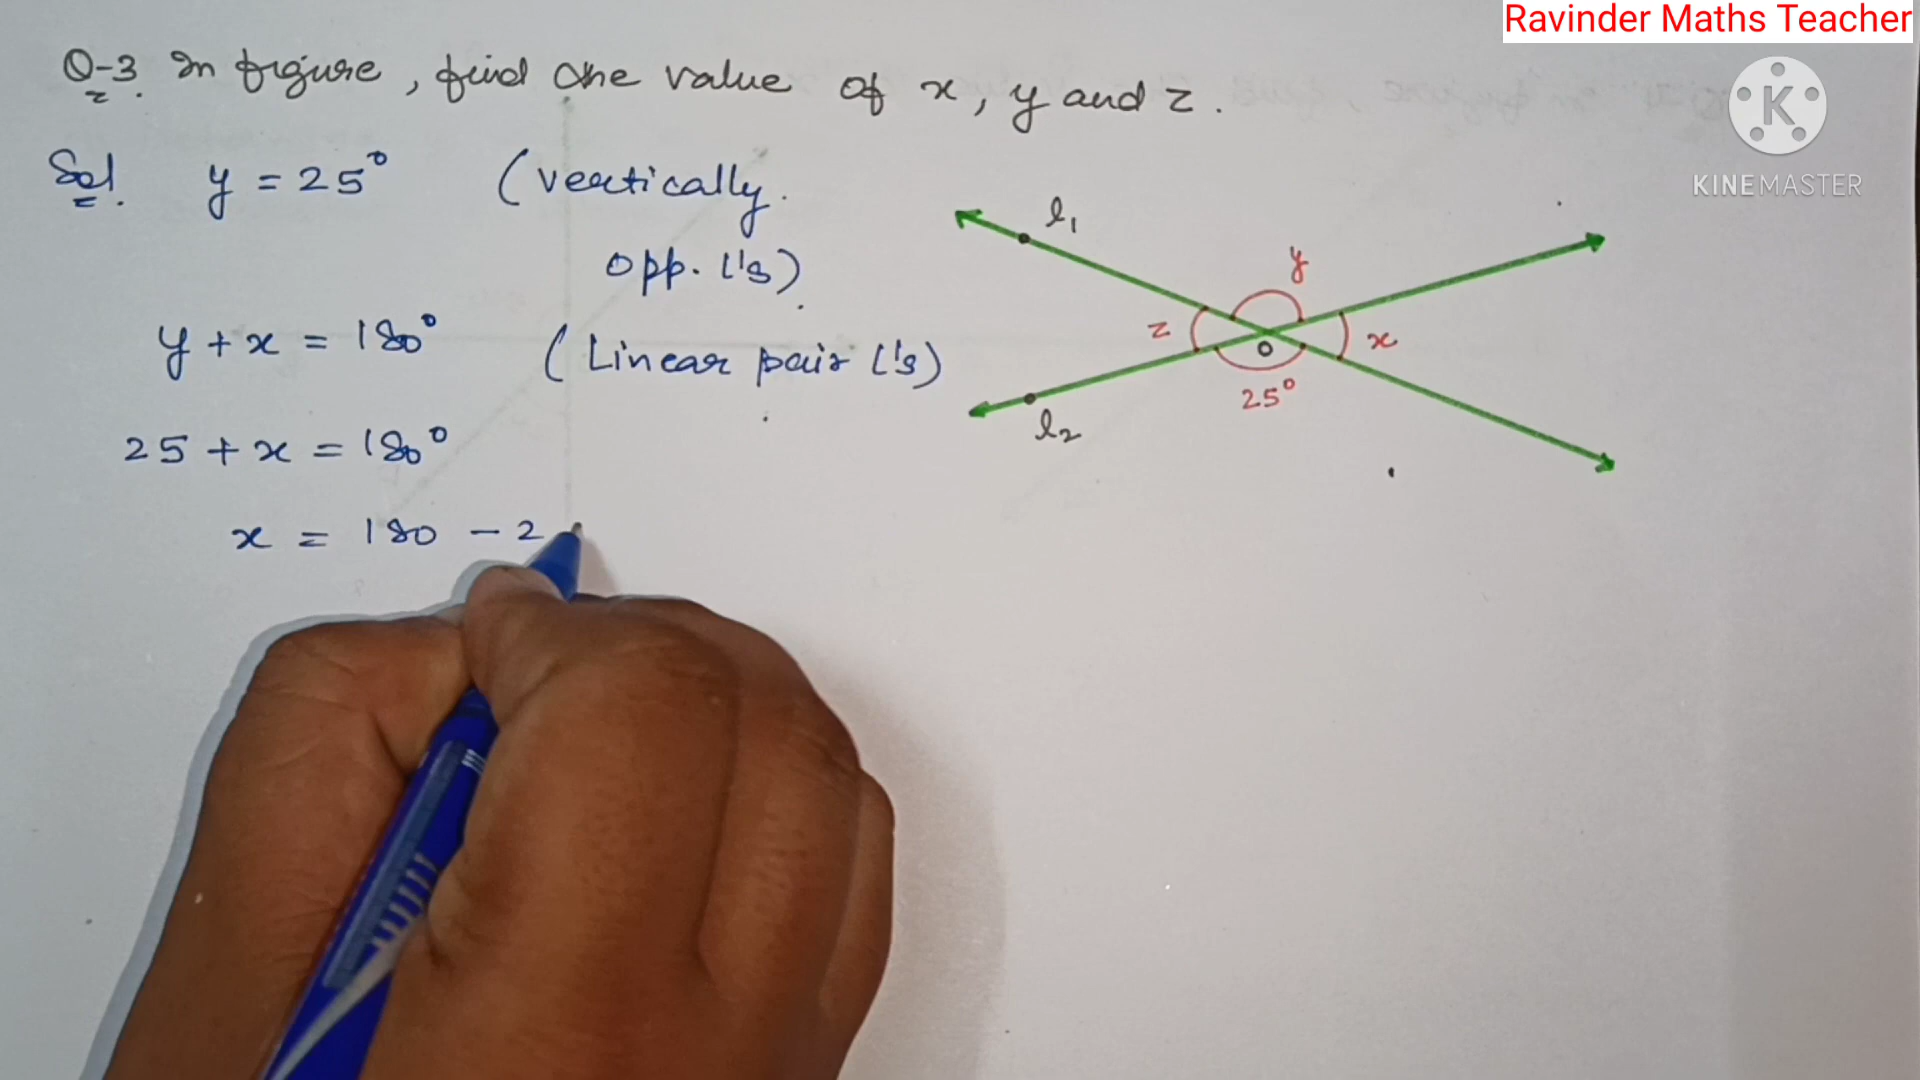 Ravinder Maths Teacher
K
KINEMASTER
Q-3. In figure, find the value of x, y and z.
Sol. y = 25° (vertically
opp. ∠'s)
y + x = 180° (Linear pair ∠'s)
25 + x = 180°
x = 180 - 2
l₁
y
z
x
O
25°
l₂